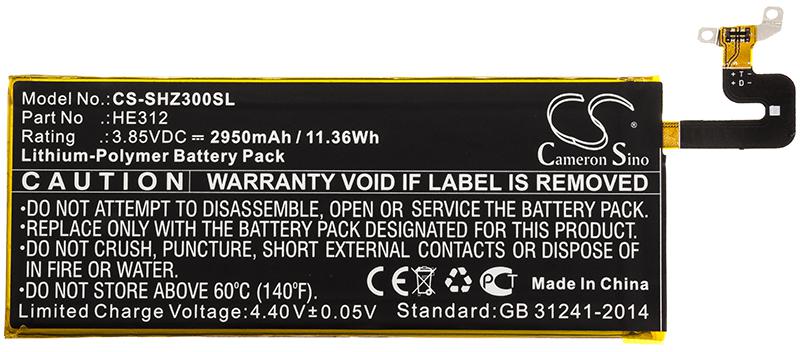 Model No.: CS-SHZ300SL
Part No : HE312
Rating : 3.85VDC ⎓ 2950mAh / 11.36Wh
Lithium-Polymer Battery Pack
CS
Cameron Sino
CAUTION WARRANTY VOID IF LABEL IS REMOVED
•DO NOT ATTEMPT TO DISASSEMBLE, OPEN OR SERVICE THE BATTERY PACK.
•REPLACE ONLY WITH BATTERY PACK DESIGNATED FOR THIS EQUIPMENT.
•DO NOT CRUSH, PUNCTURE, SHORT EXTERNAL CONTACTS OR DISPOSE OF
IN FIRE OR WATER.
•DO NOT STORE ABOVE 60°C (140°F)
CE
Made In China
Limited Charge Voltage: 4.40V±0.05V Standard: GB 31241-2014
+ T -
+ D -